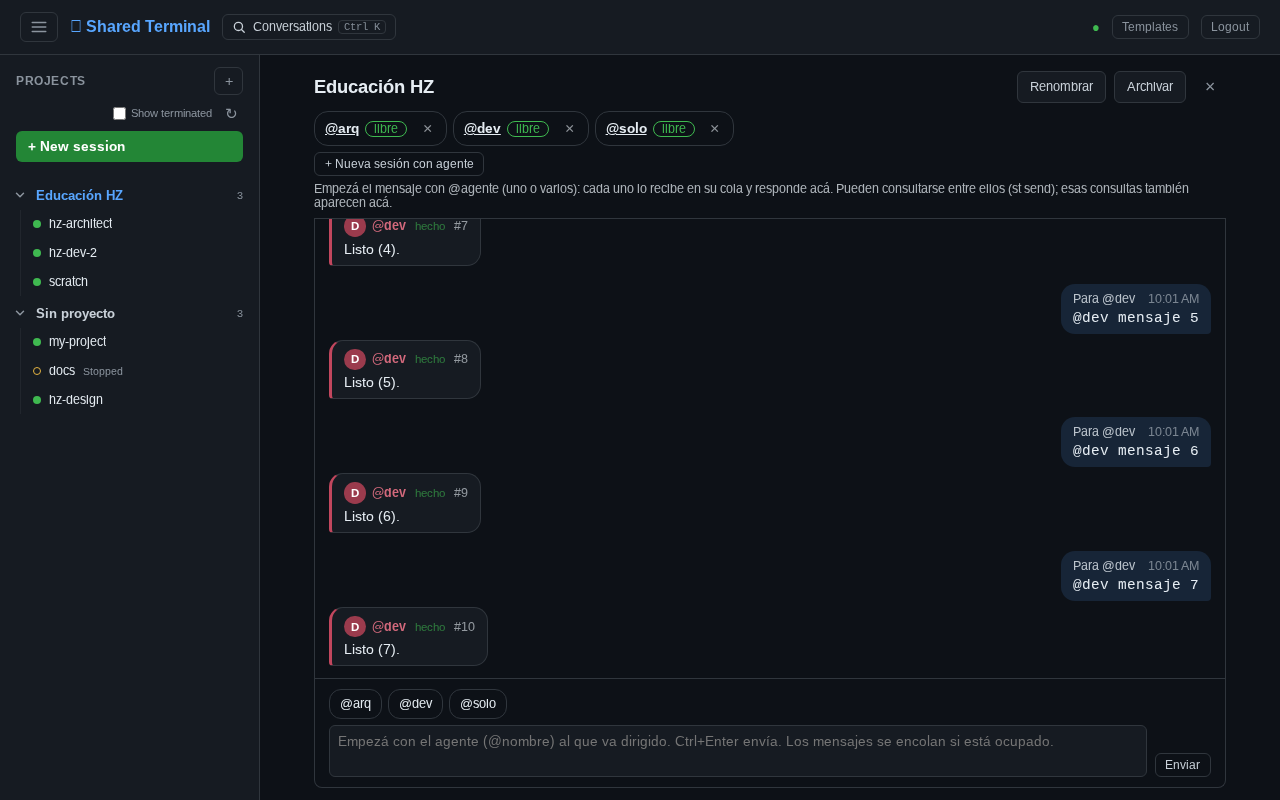 Shared Terminal
Conversations Ctrl K
Templates
Logout
PROJECTS
+
Show terminated ↻
+ New session
Educación HZ 3
hz-architect
hz-dev-2
scratch
Sin proyecto 3
my-project
docs Stopped
hz-design
Educación HZ
Renombrar
Archivar
×
@arq libre ×
@dev libre ×
@solo libre ×
+ Nueva sesión con agente
Empezá el mensaje con @agente (uno o varios): cada uno lo recibe en su cola y responde acá. Pueden consultarse entre ellos (st send); esas consultas también
aparecen acá.
D @dev hecho #7
Listo (4).
Para @dev 10:01 AM
@dev mensaje 5
D @dev hecho #8
Listo (5).
Para @dev 10:01 AM
@dev mensaje 6
D @dev hecho #9
Listo (6).
Para @dev 10:01 AM
@dev mensaje 7
D @dev hecho #10
Listo (7).
@arq @dev @solo
Empezá con el agente (@nombre) al que va dirigido. Ctrl+Enter envía. Los mensajes se encolan si está ocupado.
Enviar